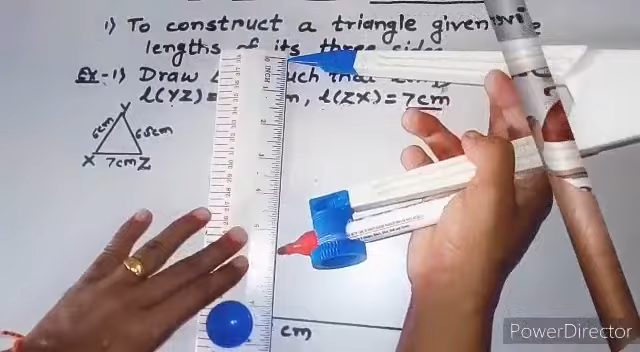 1) To construct a triangle given
lengths of its three sides
Ex-1) Draw
l(YZ)= m, l(ZX)= 7cm
Y
6cm
6.5cm
X 7cm Z
cm
PowerDirector